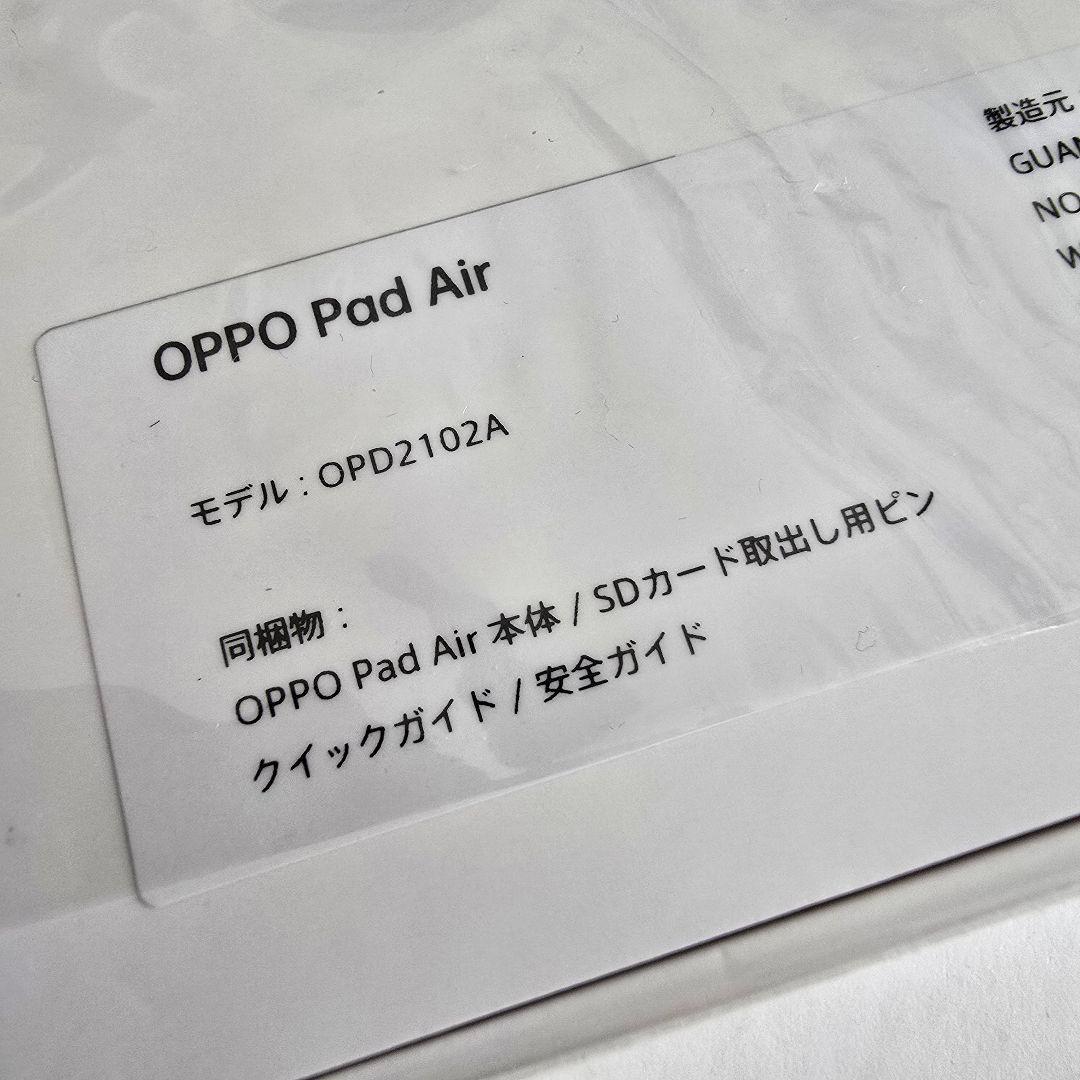 OPPO Pad Air
モデル : OPD2102A
同梱物 :
OPPO Pad Air 本体 / SDカード取出し用ピン
クイックガイド / 安全ガイド
製造元
NO